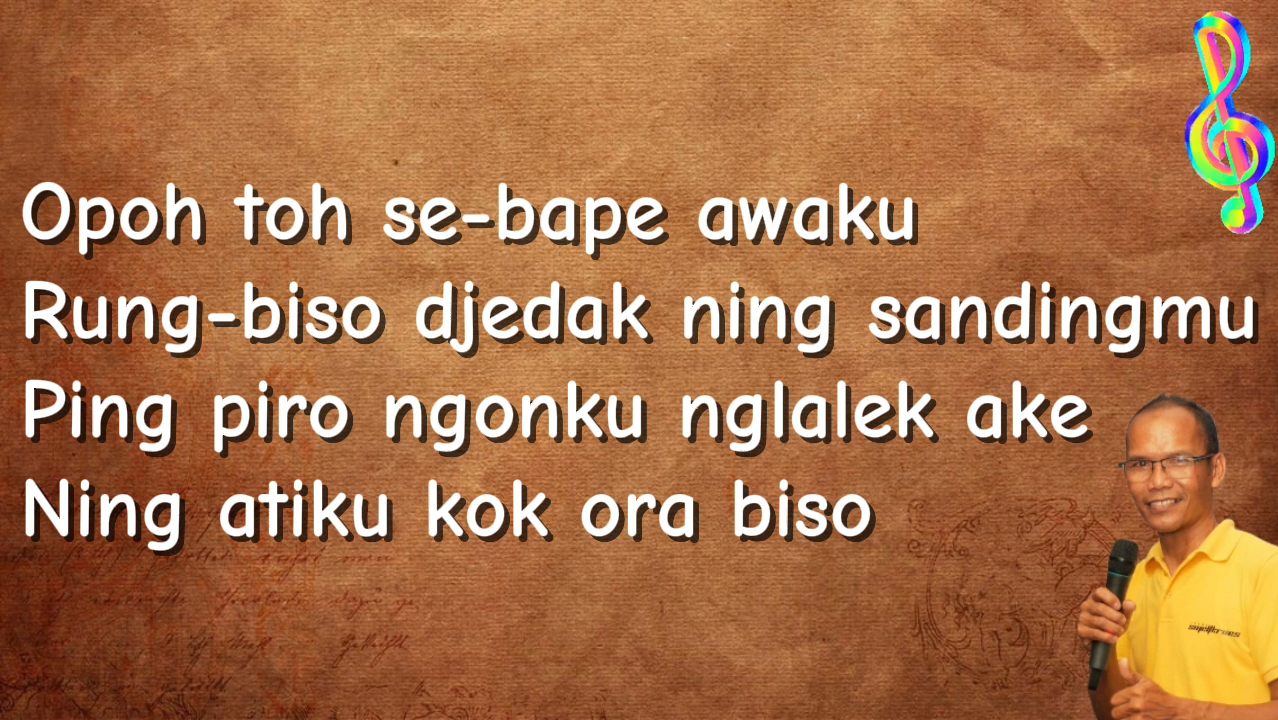 Opoh toh se-bape awaku
Rung-biso djedak ning sandingmu
Ping piro ngonku nglalek ake
Ning atiku kok ora biso